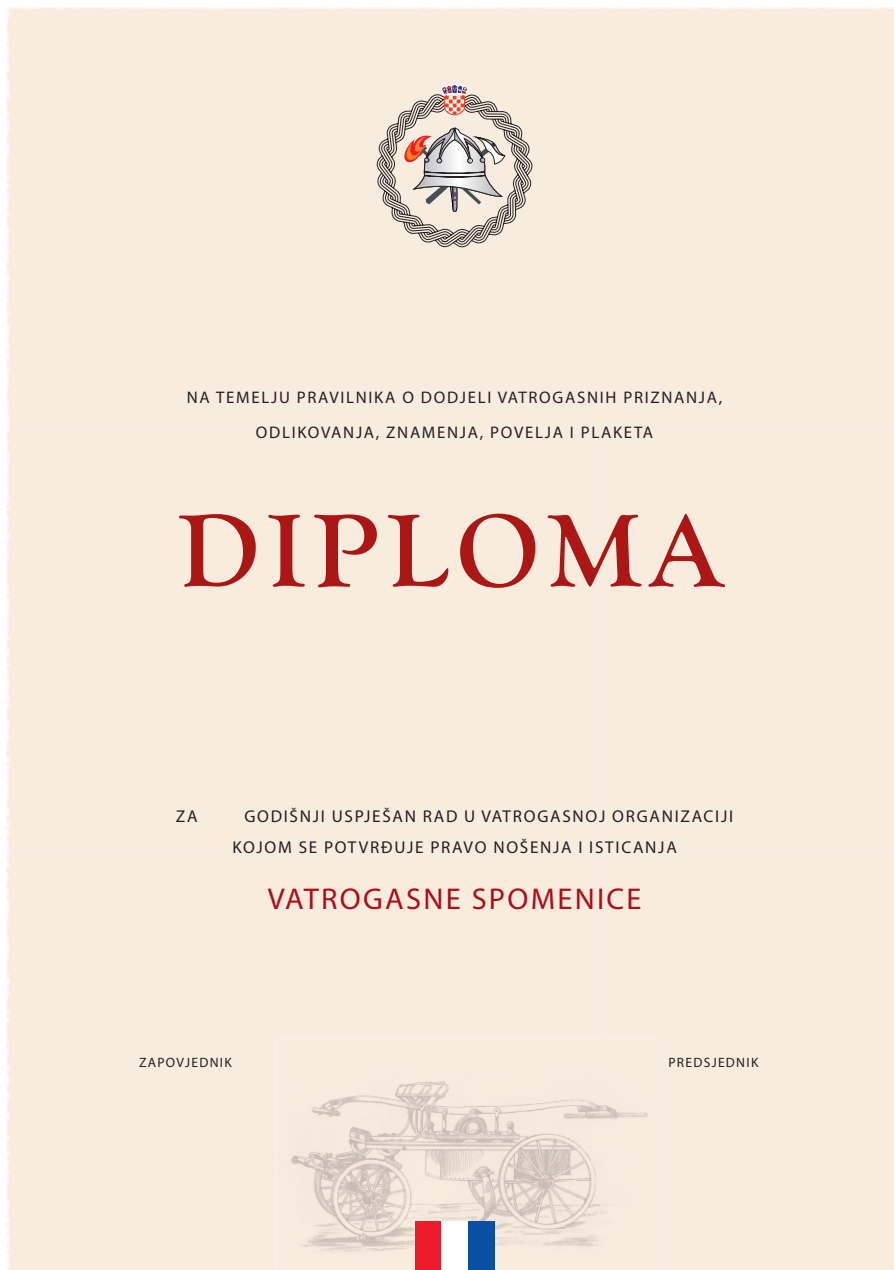 NA TEMELJU PRAVILNIKA O DODJELI VATROGASNIH PRIZNANJA,
ODLIKOVANJA, ZNAMENJA, POVELJA I PLAKETA
DIPLOMA
ZA GODIŠNJI USPJEŠAN RAD U VATROGASNOJ ORGANIZACIJI
KOJOM SE POTVRĐUJE PRAVO NOŠENJA I ISTICANJA
VATROGASNE SPOMENICE
ZAPOVJEDNIK
PREDSJEDNIK